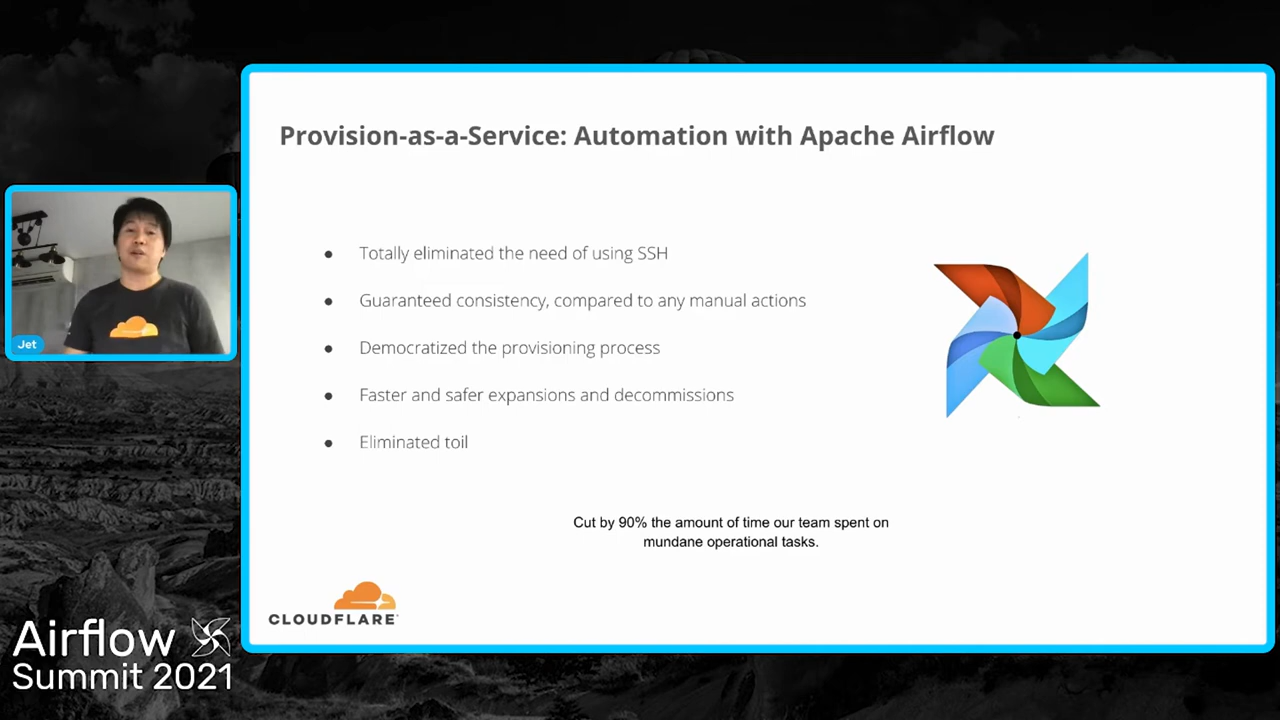 Provision-as-a-Service: Automation with Apache Airflow
● Totally eliminated the need of using SSH
● Guaranteed consistency, compared to any manual actions
● Democratized the provisioning process
● Faster and safer expansions and decommissions
● Eliminated toil
Cut by 90% the amount of time our team spent on
mundane operational tasks.
CLOUDFLARE
Jet
Airflow
Summit 2021